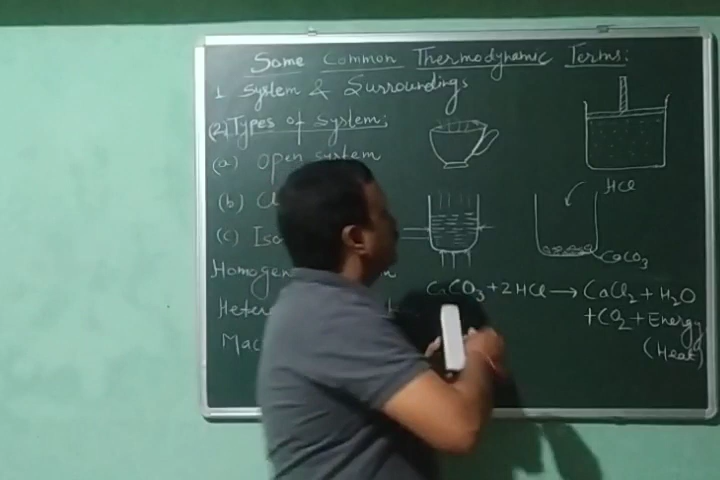 Some Common Thermodynamic Terms:
1. System & Surroundings
(2) Types of System:
(a) Open System
(b)
(c)
HCl
CaCO₃
CaCO₃ + 2HCl → CaCl₂ + H₂O
+ CO₂ + Energy
(Heat)